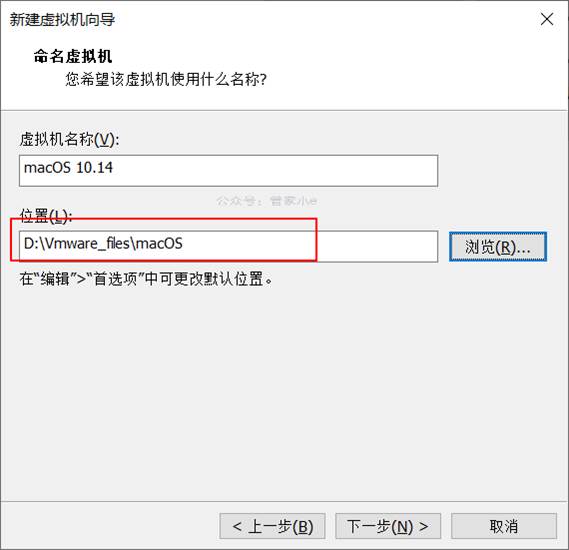 新建虚拟机向导
命名虚拟机
您希望该虚拟机使用什么名称?
虚拟机名称(V):
macOS 10.14
公众号：管家小v
位置(L):
D:\Vmware_files\macOS
浏览(R)...
在“编辑”>“首选项”中可更改默认位置。
< 上一步(B)
下一步(N) >
取消